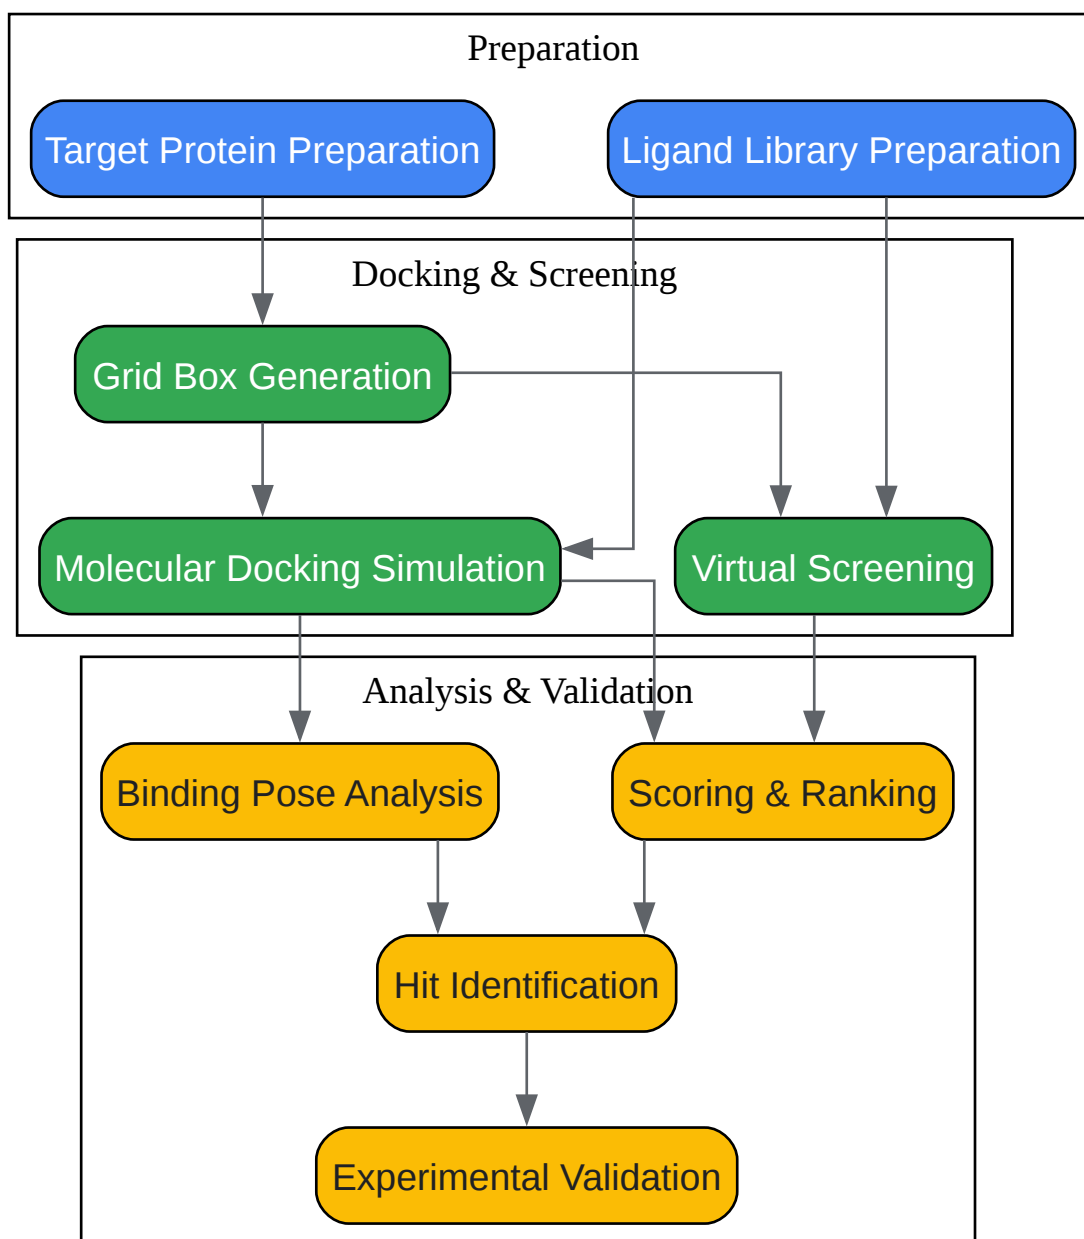 Preparation
Target Protein Preparation
Ligand Library Preparation
Docking & Screening
Grid Box Generation
Molecular Docking Simulation
Virtual Screening
Analysis & Validation
Binding Pose Analysis
Scoring & Ranking
Hit Identification
Experimental Validation